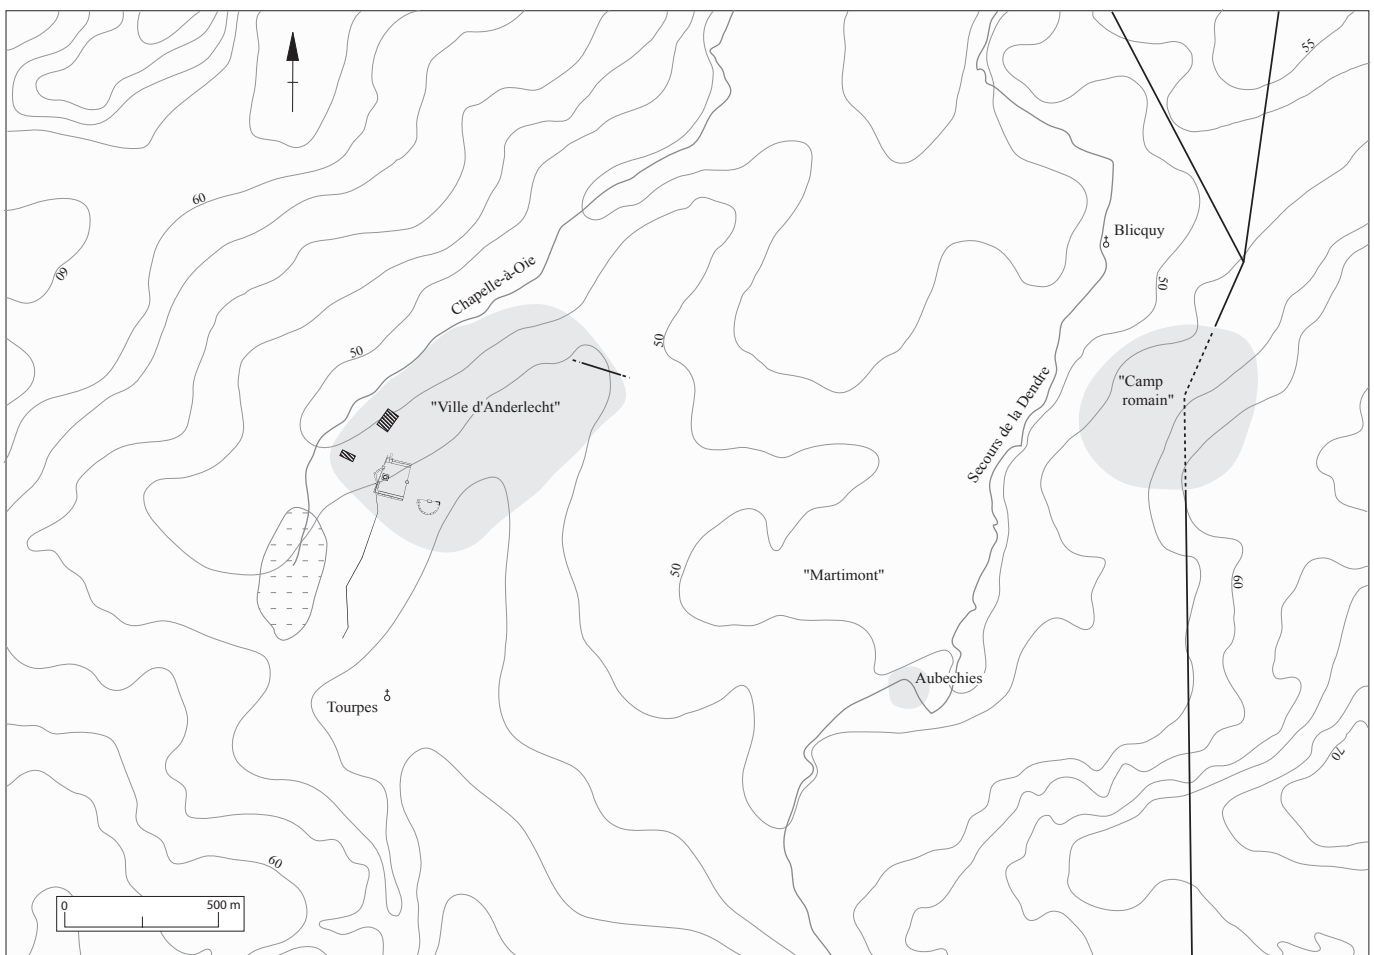 55
60
Blicquy
Chapelle-à-Oie
60
50
50
50
"Camp
romain"
"Ville d'Anderlecht"
Secours de la Dendre
50
"Martimont"
60
Aubechies
Tourpes
70
60
0 500 m